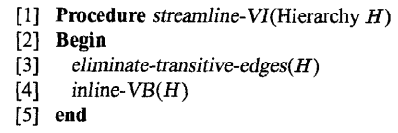 [1] Procedure streamline-VI(Hierarchy H)
[2] Begin
[3] eliminate-transitive-edges(H)
[4] inline-VB(H)
[5] end